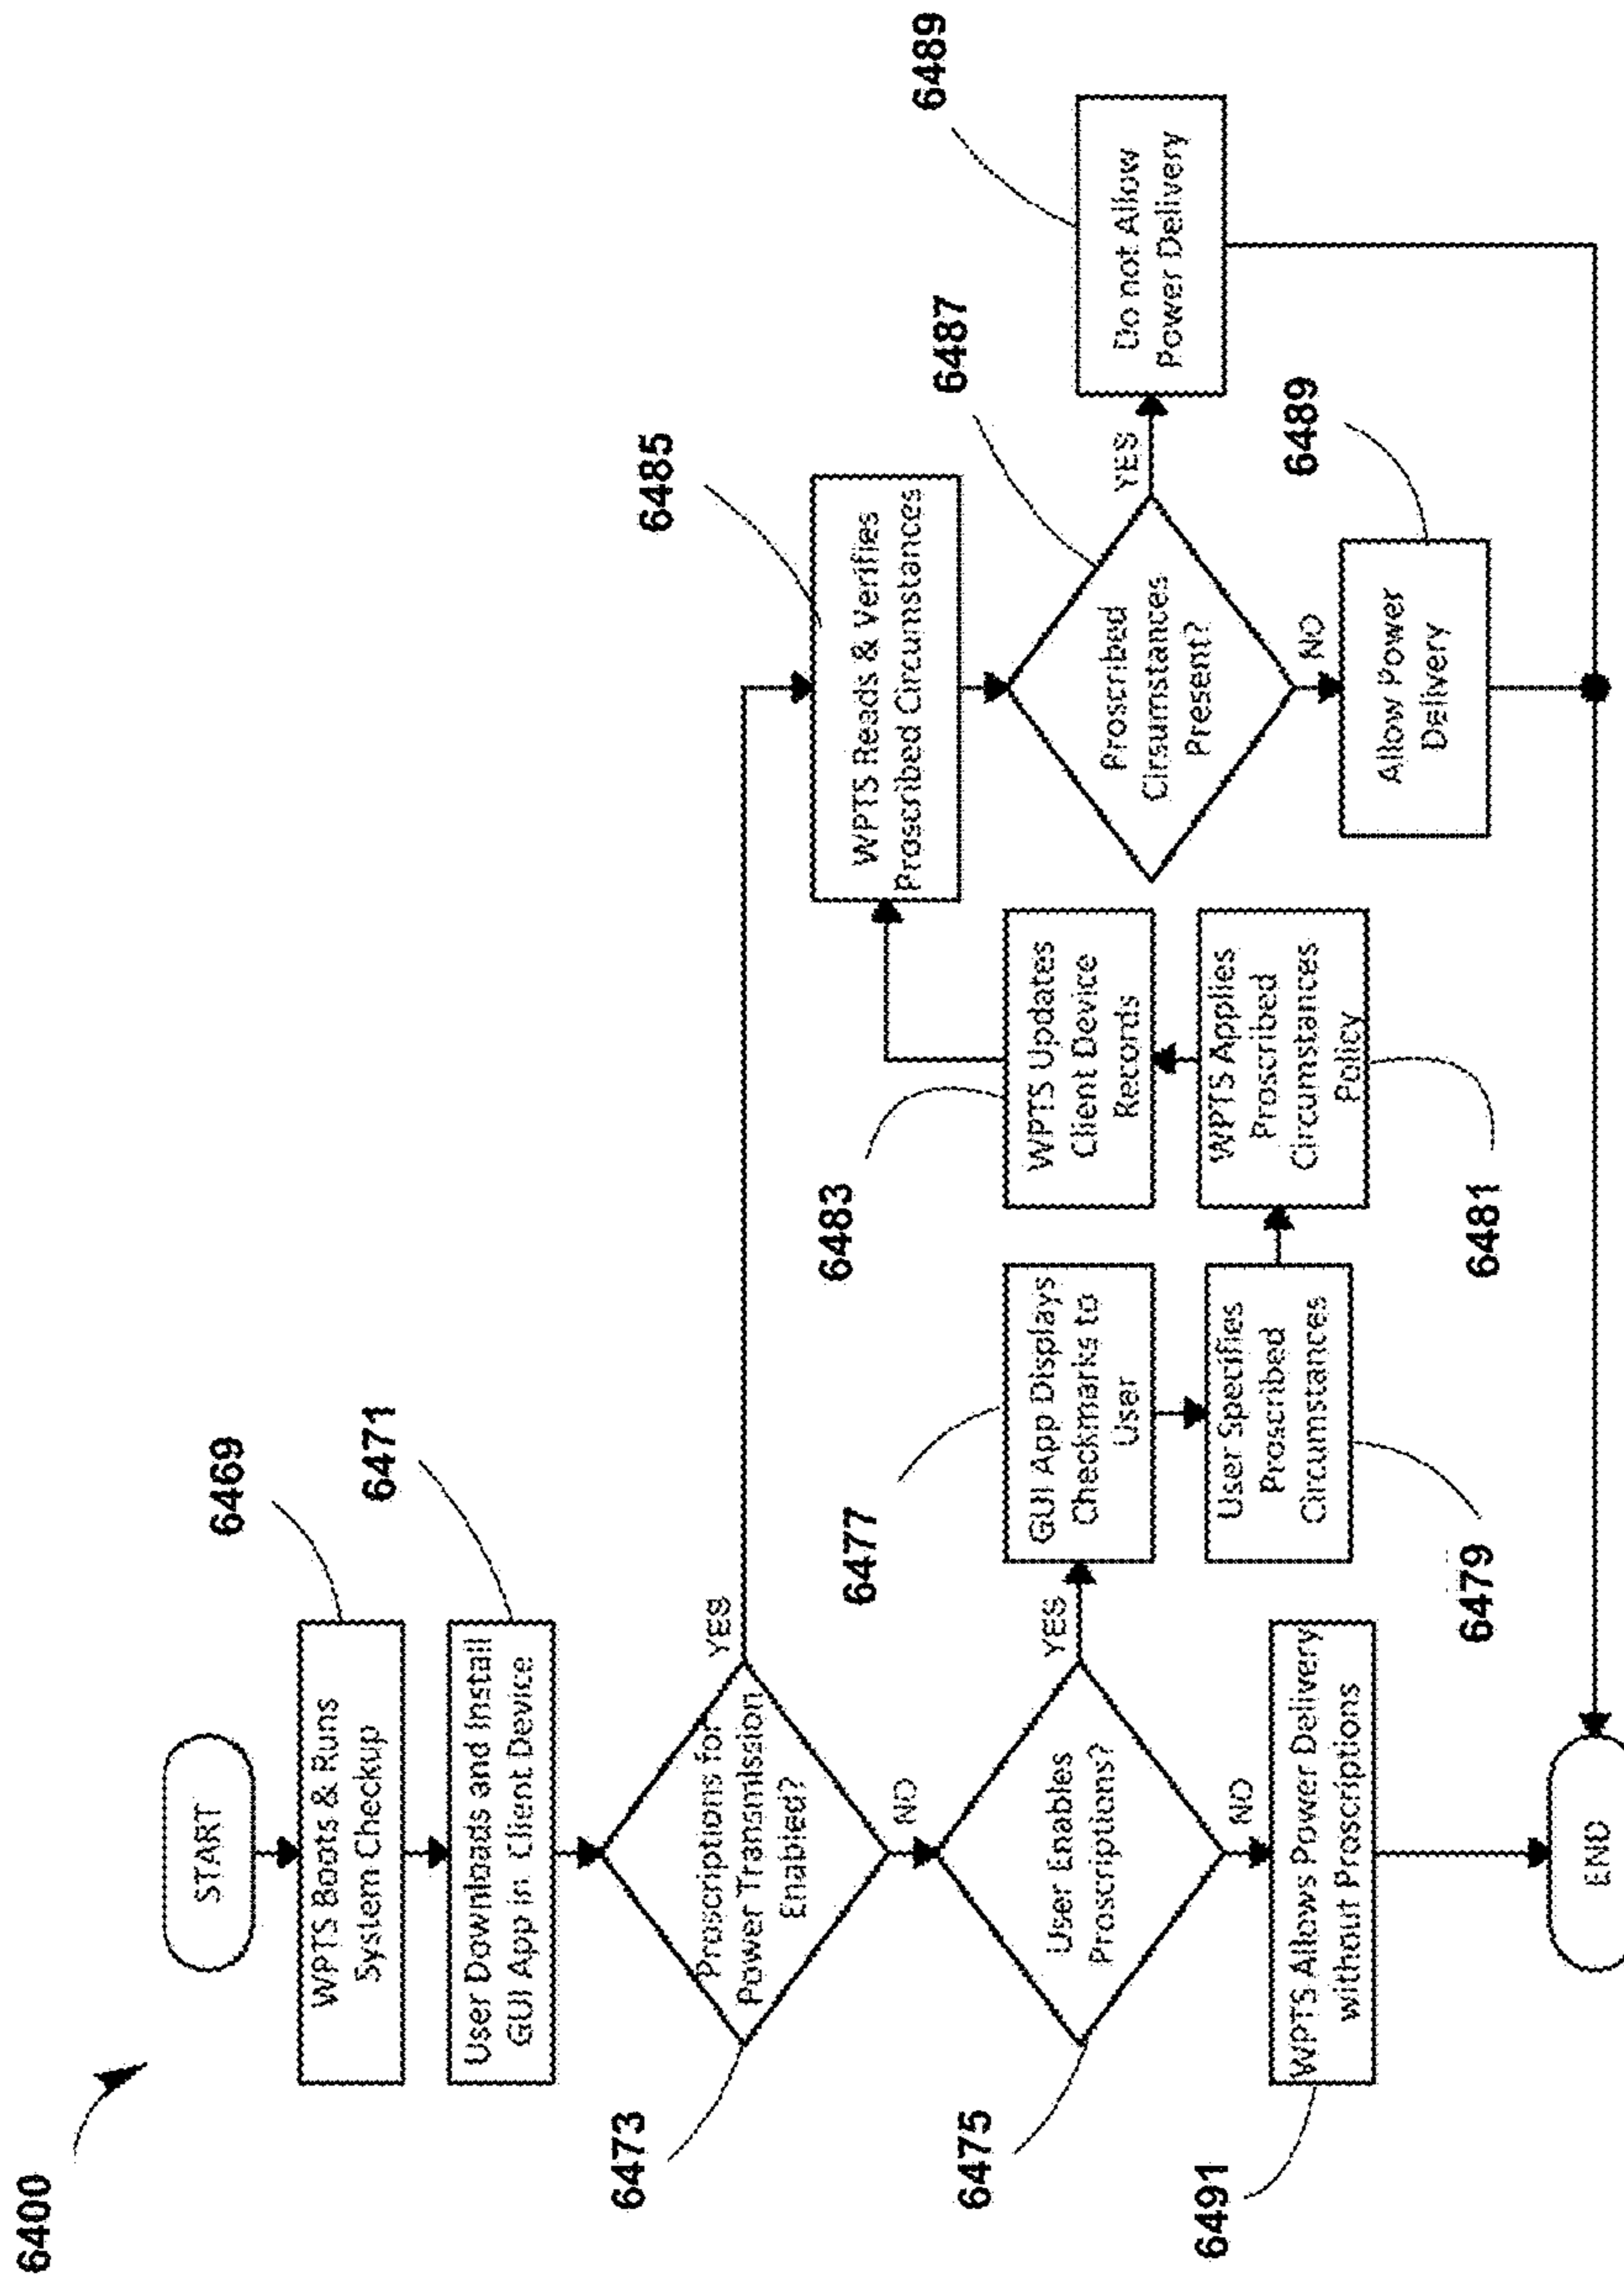 6400
START
6469
WPTS Boots & Runs
System Checkup
6471
User Downloads and Install
GUI App in Client Device
6473
Proscriptions for
Power Transmission
Enabled?
YES
NO
6475
User Enables
Proscriptions?
YES
NO
6491
WPTS Allows Power Delivery
without Proscriptions
END
6477
GUI App Displays
Checkmarks to
User
6479
User Specifies
Proscribed
Circumstances
6481
WPTS Applies
Proscribed
Circumstances
Policy
6483
WPTS Updates
Client Device
Records
6485
WPTS Reads & Verifies
Proscribed Circumstances
6487
Proscribed
Cirsumstances
Present?
YES
NO
6489
Do not Allow
Power Delivery
6489
Allow Power
Delivery